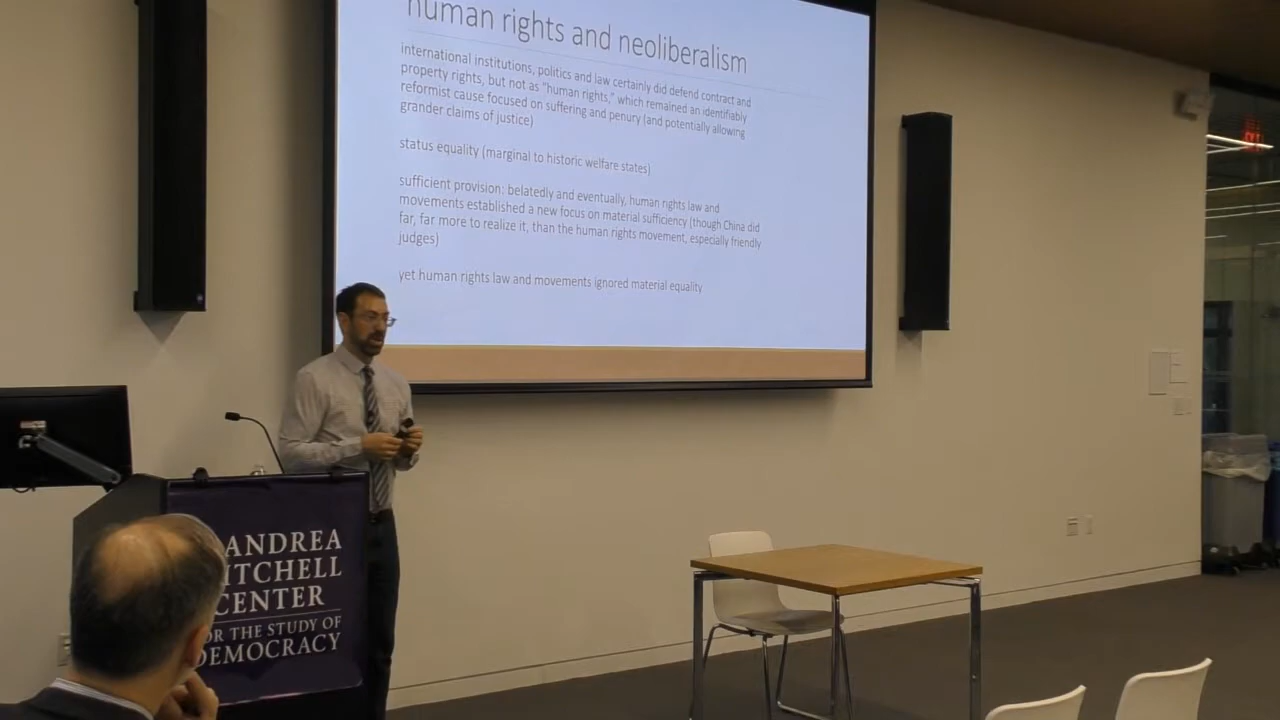 human rights and neoliberalism
international institutions, politics and law certainly did defend contract and
property rights, but not as "human rights," which remained an identifiably
reformist cause focused on suffering and penury (and potentially allowing
grander claims of justice)
status equality (marginal to historic welfare states)
sufficient provision: belatedly and eventually, human rights law and
movements established a new focus on material sufficiency (though China did
far, far more to realize it, than the human rights movement, especially friendly
judges)
yet human rights law and movements ignored material equality
ANDREA
ITCHELL
CENTER
OR THE STUDY OF
DEMOCRACY